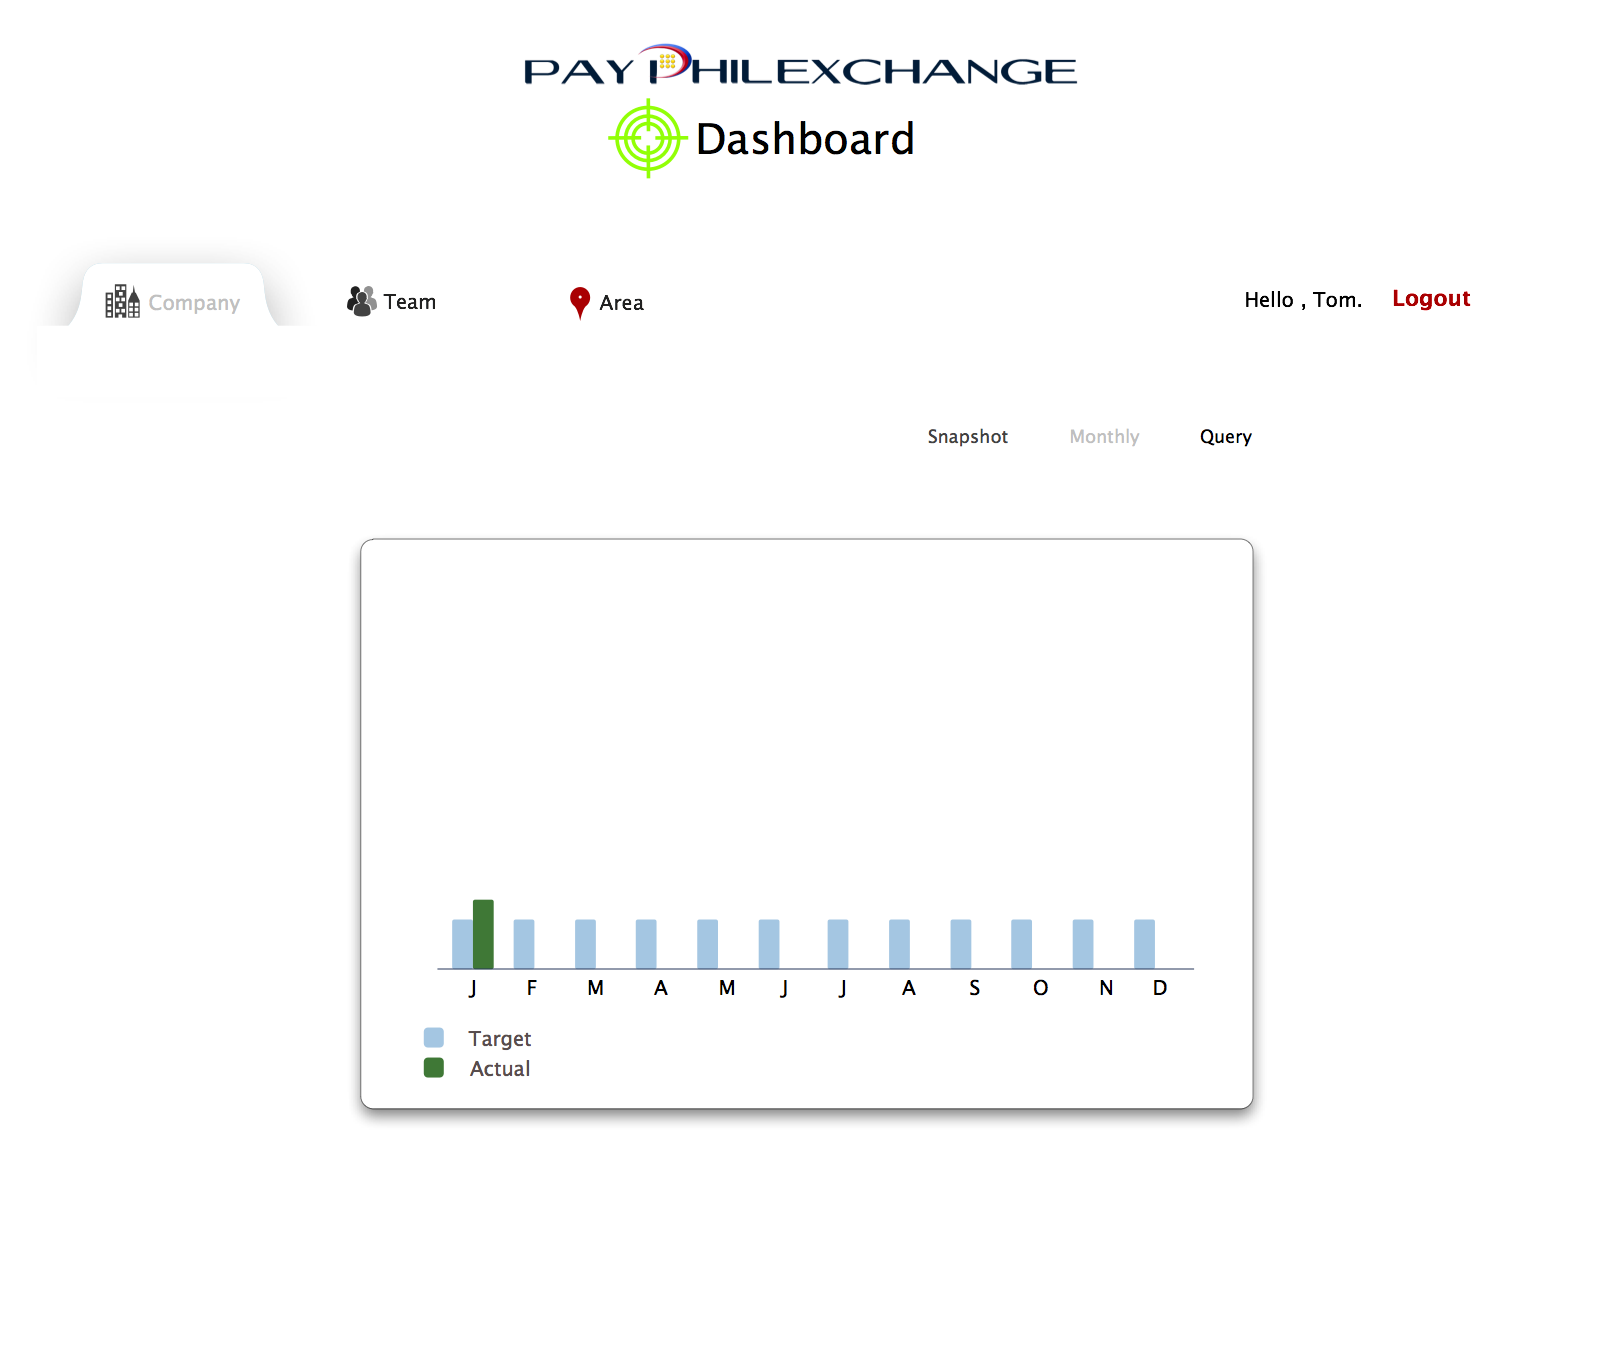 PAY PHILEXCHANGE
Dashboard
Company Team Area Hello , Tom. Logout
Snapshot Monthly Query
J F M A M J J A S O N D
Target
Actual